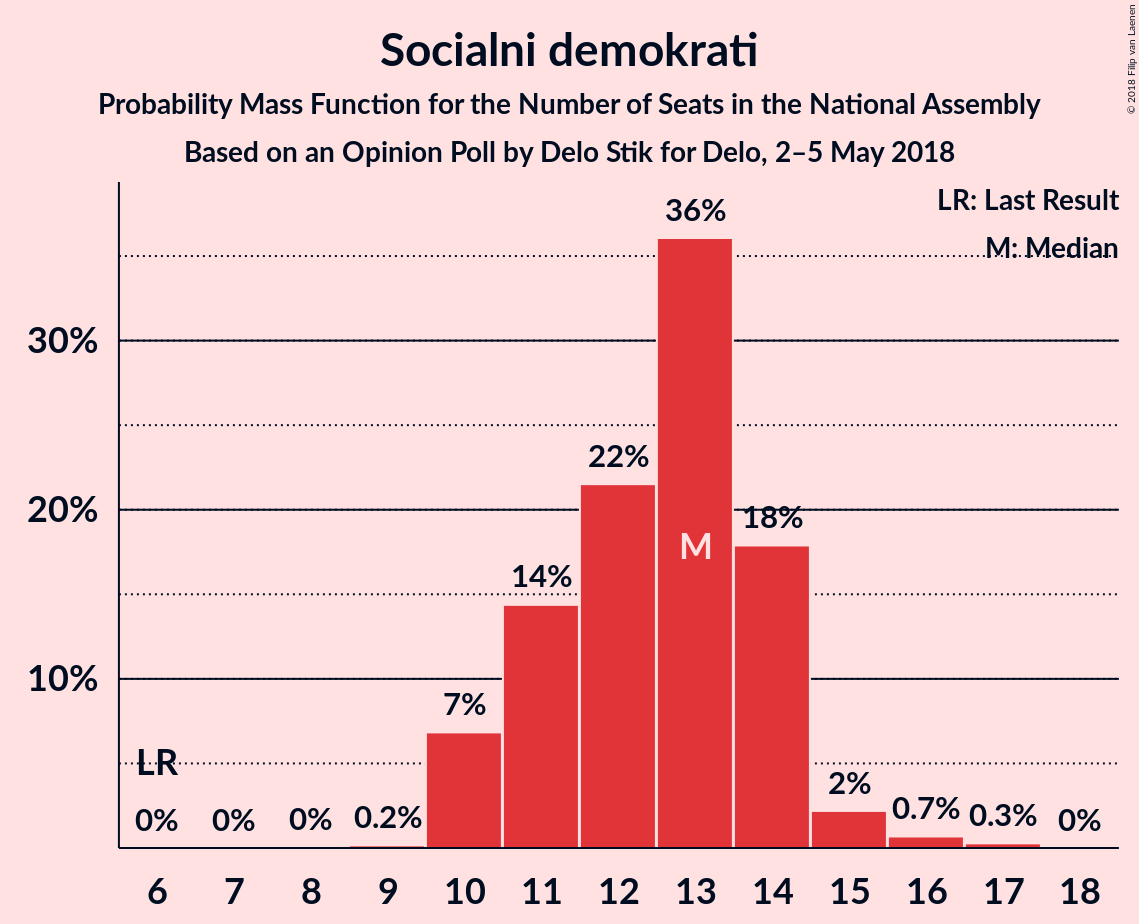 Socialni demokrati
Probability Mass Function for the Number of Seats in the National Assembly
Based on an Opinion Poll by Delo Stik for Delo, 2–5 May 2018
© 2018 Filip van Laenen
LR: Last Result
M: Median
36%
30%
22%
20%
18%
M
14%
10%
7%
LR
2%
0%
0%
0%
0.2%
0.7%
0.3%
0%
6 7 8 9 10 11 12 13 14 15 16 17 18